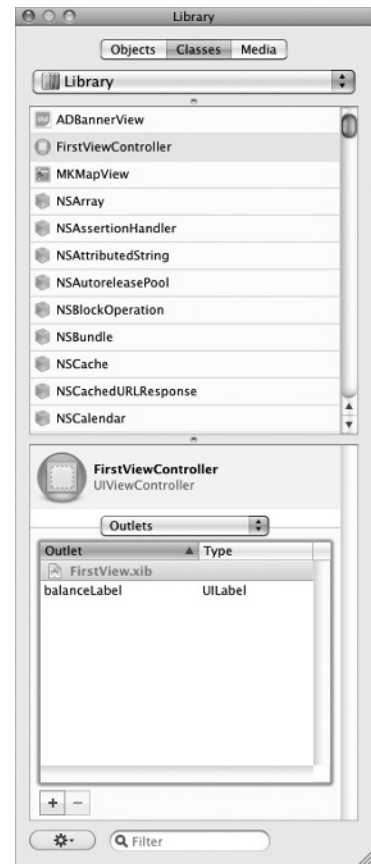 Library
Objects Classes Media
Library
ADBannerView
FirstViewController
MKMapView
NSArray
NSAssertionHandler
NSAttributedString
NSAutoreleasePool
NSBlockOperation
NSBundle
NSCache
NSCachedURLResponse
NSCalendar
FirstViewController
UIViewController
Outlets
Outlet Type
FirstView.xib
balanceLabel UILabel
Filter